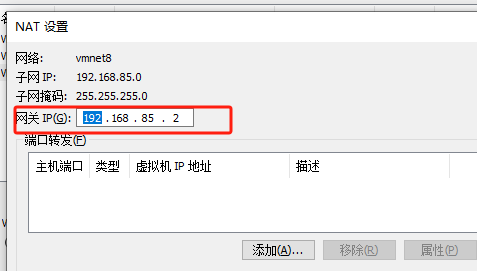 NAT 设置
网络: vmnet8
子网 IP: 192.168.85.0
子网掩码: 255.255.255.0
网关 IP(G): 192 . 168 . 85 . 2
端口转发(F)
主机端口 类型 虚拟机 IP 地址 描述
添加(A)... 移除(R) 属性(P)